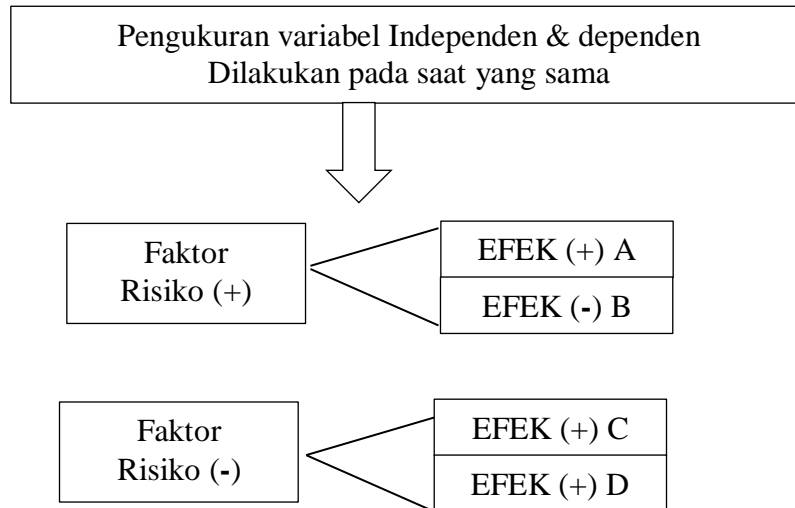 Pengukuran variabel Independen & dependen
Dilakukan pada saat yang sama
Faktor
Risiko (+)
EFEK (+) A
EFEK (-) B
Faktor
Risiko (-)
EFEK (+) C
EFEK (+) D